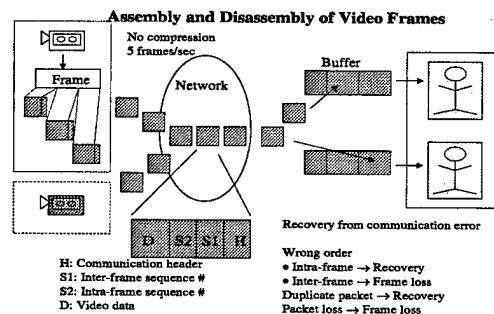 Assembly and Disassembly of Video Frames
No compression
5 frames/sec
Frame
Network
Buffer
D S2 S1 H
H: Communication header
S1: Inter-frame sequence #
S2: Intra-frame sequence #
D: Video data
Recovery from communication error
Wrong order
• Intra-frame → Recovery
• Inter-frame → Frame loss
Duplicate packet → Recovery
Packet loss → Frame loss